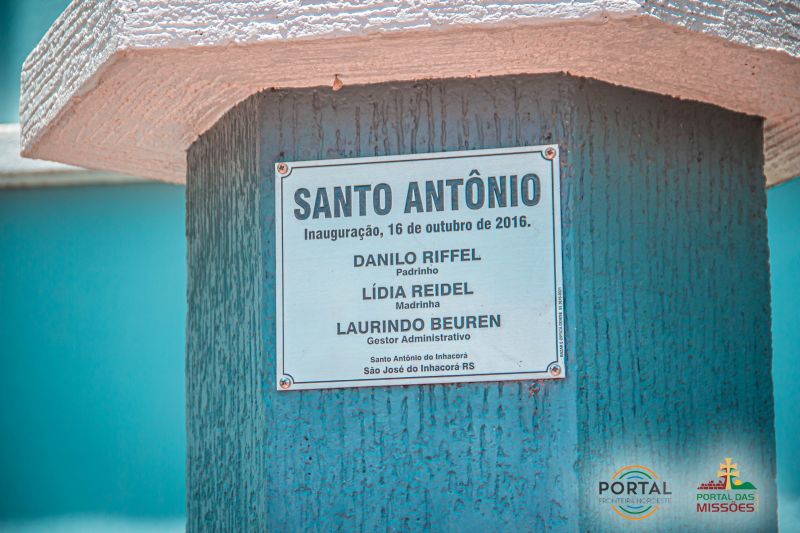 SANTO ANTÔNIO
Inauguração, 16 de outubro de 2016.
DANILO RIFFEL
Padrinho
LÍDIA REIDEL
Madrinha
LAURINDO BEUREN
Gestor Administrativo
Santo Antônio do Inhacorá
São José do Inhacorá RS
PORTAL
FRONTEIRA NOROESTE
PORTAL DAS
MISSÕES